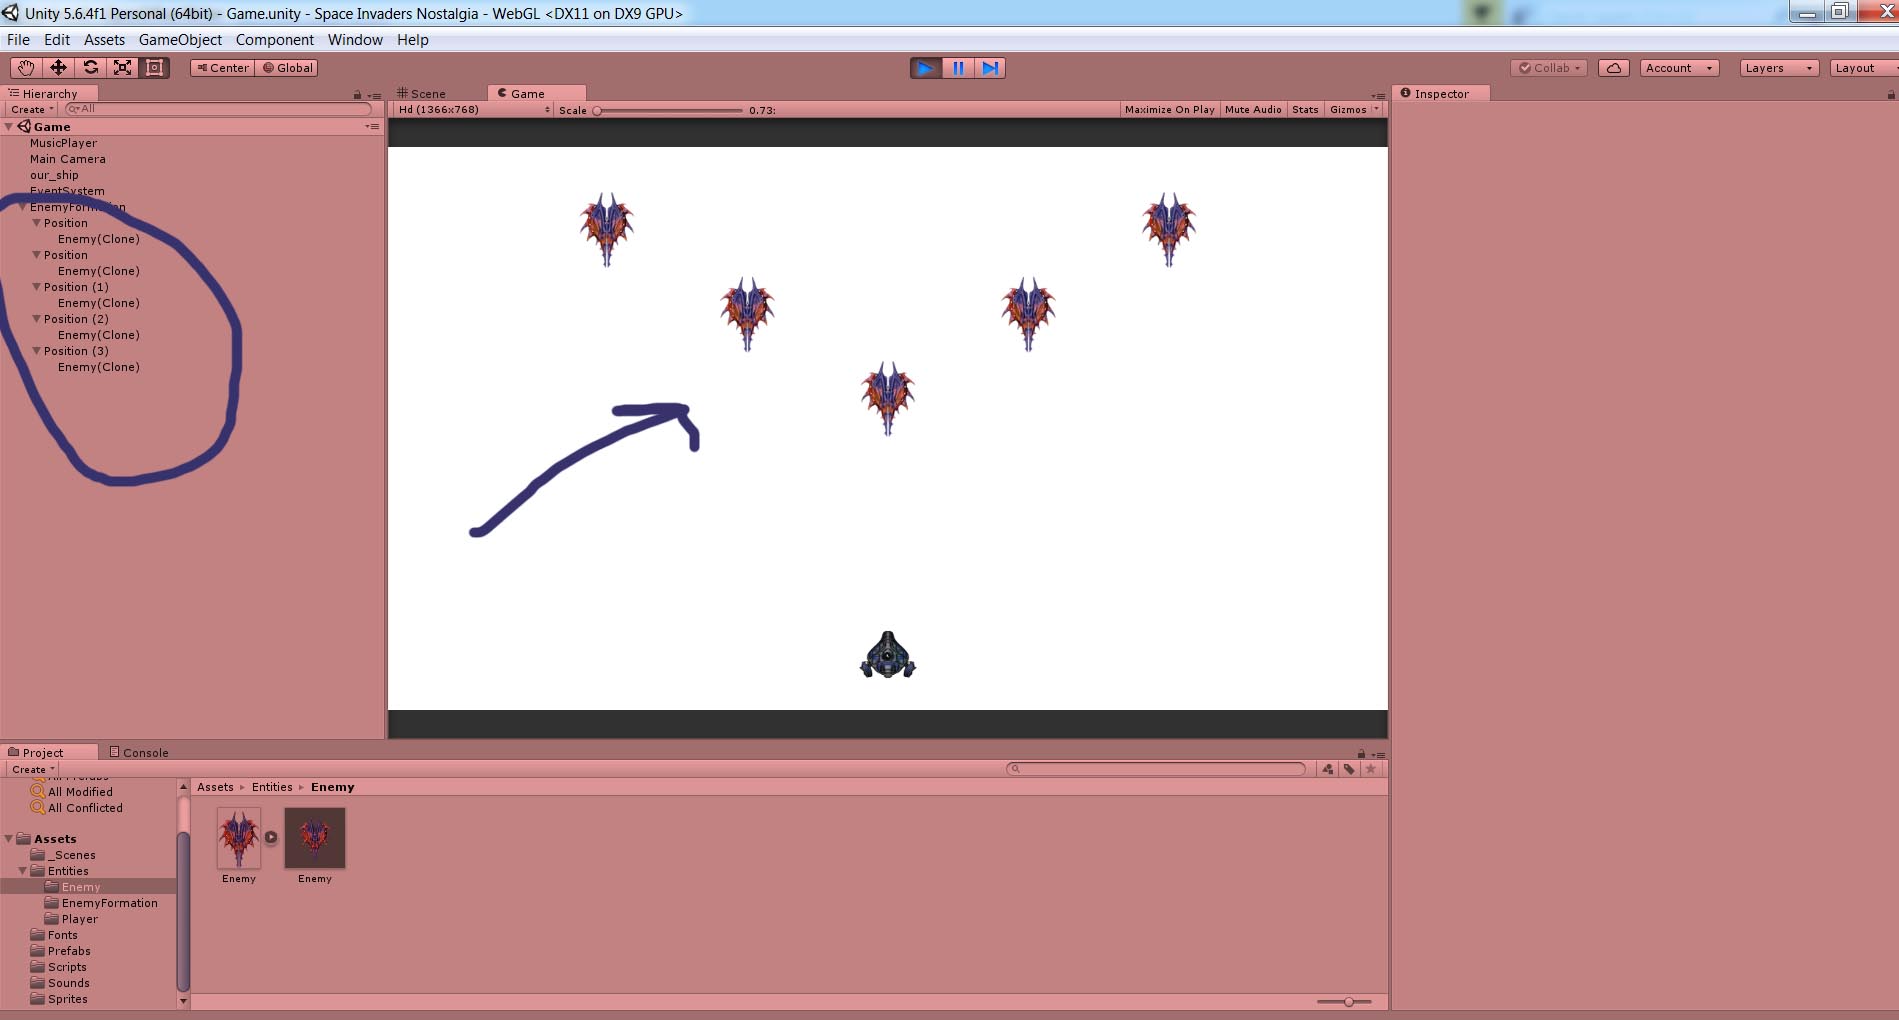 Unity 5.6.4f1 Personal (64bit) - Game.unity - Space Invaders Nostalgia - WebGL <DX11 on DX9 GPU>
File Edit Assets GameObject Component Window Help
Center Global Collab Account Layers Layout
Hierarchy
Create All
Game
MusicPlayer
Main Camera
our_ship
EventSystem
EnemyFormation
Position
Enemy(Clone)
Position
Enemy(Clone)
Position (1)
Enemy(Clone)
Position (2)
Enemy(Clone)
Position (3)
Enemy(Clone)
Scene Game
Hd (1366x768) Scale 0.73: Maximize On Play Mute Audio Stats Gizmos
Inspector
Project Console
Create
All Prefabs
All Modified
All Conflicted
Assets
_Scenes
Entities
Enemy
EnemyFormation
Player
Fonts
Prefabs
Scripts
Sounds
Sprites
Assets Entities Enemy
Enemy Enemy